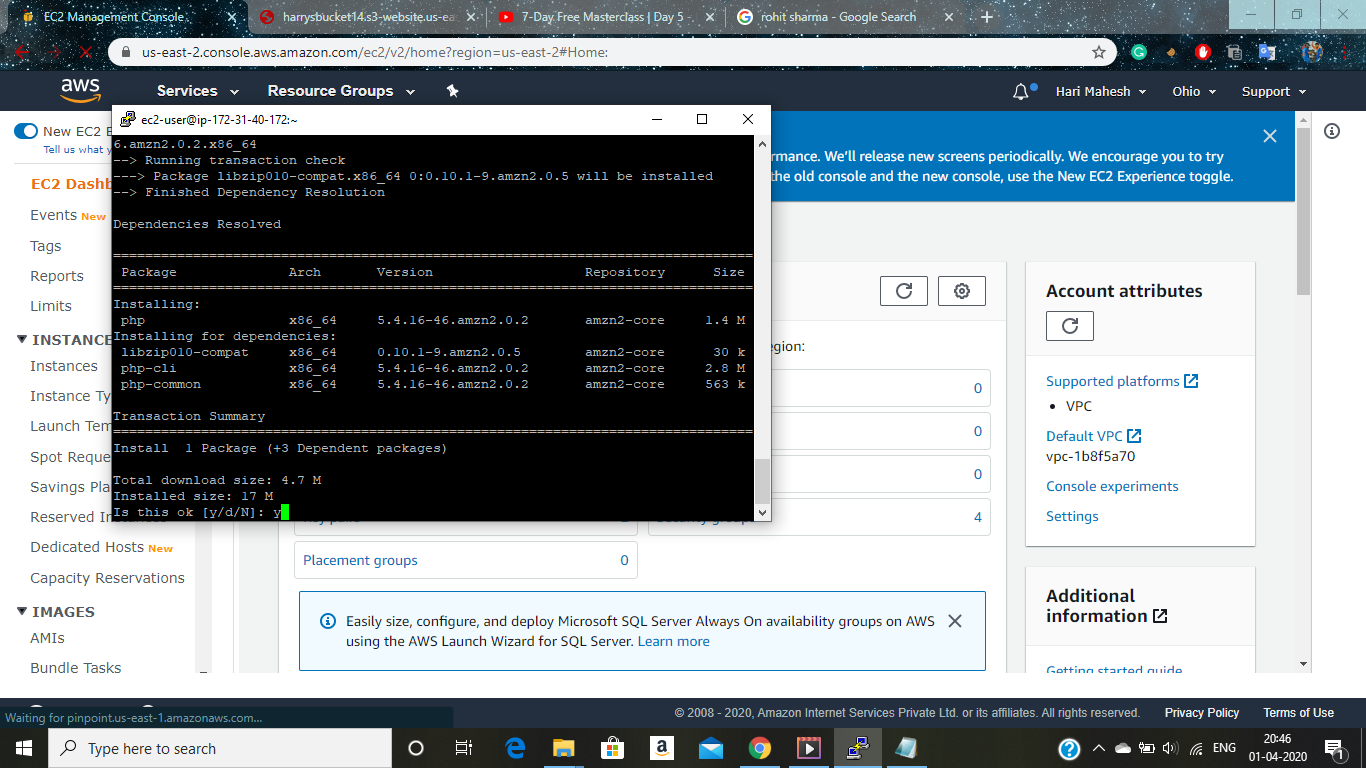 EC2 Management Console
harrysbucket14.s3-website.us-ea
7-Day Free Masterclass | Day 5 -
rohit sharma - Google Search
us-east-2.console.aws.amazon.com/ec2/v2/home?region=us-east-2#Home:
aws
Services
Resource Groups
Hari Mahesh
Ohio
Support
New EC2 E
Tell us what y
EC2 Dashb
Events New
Tags
Reports
Limits
INSTANCE
Instances
Instance Ty
Launch Tem
Spot Reque
Savings Pla
Reserved Ins
Dedicated Hosts New
Capacity Reservations
IMAGES
AMIs
Bundle Tasks
rmance. We'll release new screens periodically. We encourage you to try
the old console and the new console, use the New EC2 Experience toggle.
ec2-user@ip-172-31-40-172:~
6.amzn2.0.2.x86_64
--> Running transaction check
---> Package libzip010-compat.x86_64 0:0.10.1-9.amzn2.0.5 will be installed
--> Finished Dependency Resolution
Dependencies Resolved
Package Arch Version Repository Size
Installing:
php x86_64 5.4.16-46.amzn2.0.2 amzn2-core 1.4 M
Installing for dependencies:
libzip010-compat x86_64 0.10.1-9.amzn2.0.5 amzn2-core 30 k
php-cli x86_64 5.4.16-46.amzn2.0.2 amzn2-core 2.8 M
php-common x86_64 5.4.16-46.amzn2.0.2 amzn2-core 563 k
Transaction Summary
Install 1 Package (+3 Dependent packages)
Total download size: 4.7 M
Installed size: 17 M
Is this ok [y/d/N]: y
egion:
0
0
0
4
Placement groups 0
Easily size, configure, and deploy Microsoft SQL Server Always On availability groups on AWS
using the AWS Launch Wizard for SQL Server. Learn more
Account attributes
Supported platforms
VPC
Default VPC
vpc-1b8f5a70
Console experiments
Settings
Additional
information
Getting started guide
Waiting for pinpoint.us-east-1.amazonaws.com...
© 2008 - 2020, Amazon Internet Services Private Ltd. or its affiliates. All rights reserved.
Privacy Policy
Terms of Use
Type here to search
ENG
20:46
01-04-2020
1